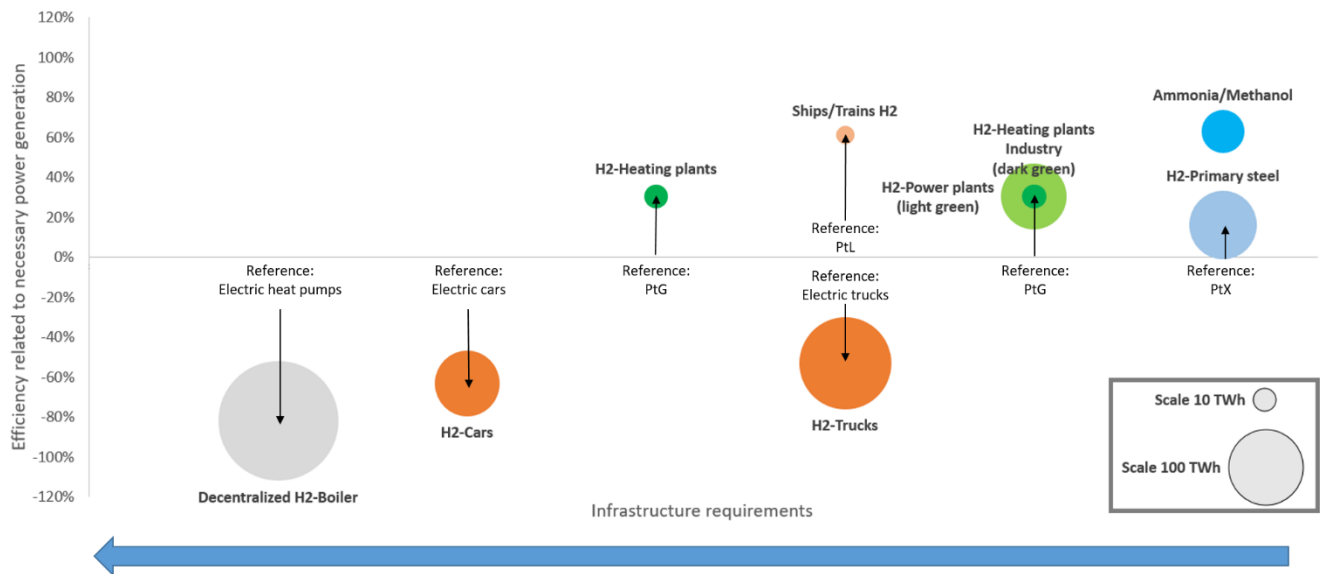 120%
100%
80%
60%
40%
20%
0%
-20%
-40%
-60%
-80%
-100%
-120%
Efficiency related to necessary power generation
Reference:
Electric heat pumps
Decentralized H2-Boiler
Reference:
Electric cars
H2-Cars
H2-Heating plants
Reference:
PtG
Ships/Trains H2
Reference:
PtL
Reference:
Electric trucks
H2-Trucks
H2-Heating plants
Industry
(dark green)
H2-Power plants
(light green)
Reference:
PtG
Ammonia/Methanol
H2-Primary steel
Reference:
PtX
Scale 10 TWh
Scale 100 TWh
Infrastructure requirements